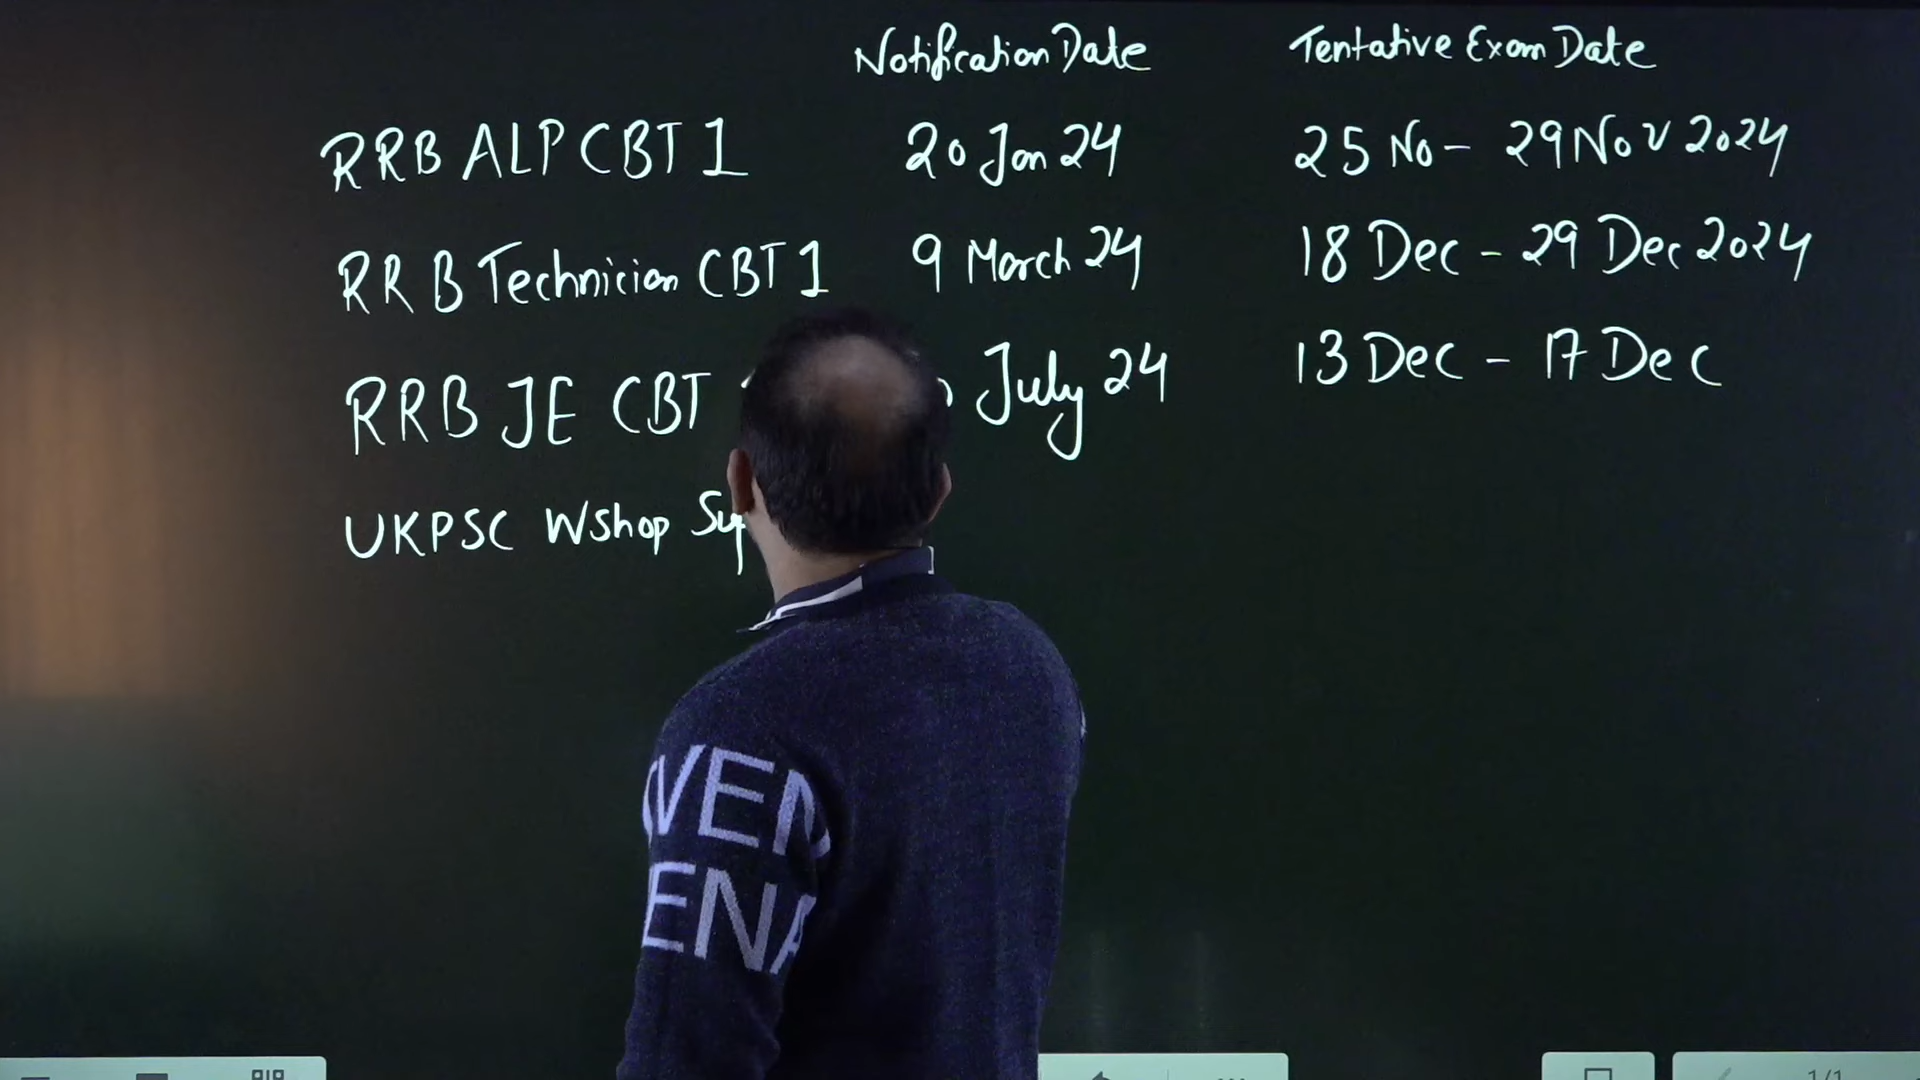 Notification Date Tentative Exam Date
RRB ALP CBT 1 20 Jan 24 25 No - 29 Nov 2024
RRB Technician CBT 1 9 March 24 18 Dec - 29 Dec 2024
RRB JE CBT July 24 13 Dec - 17 Dec
UKPSC WShop
1/1